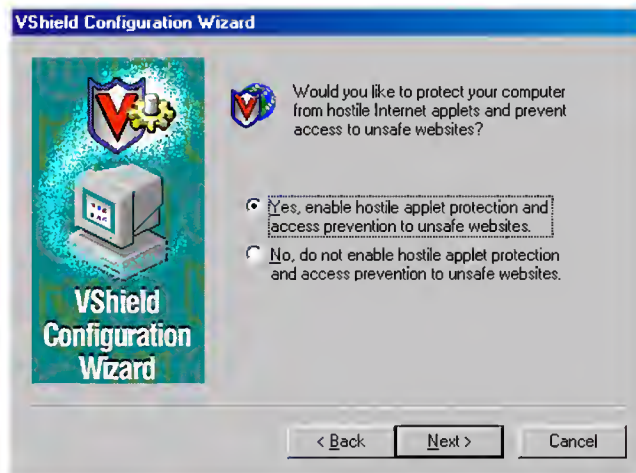 VShield Configuration Wizard
Would you like to protect your computer
from hostile Internet applets and prevent
access to unsafe websites?
Yes, enable hostile applet protection and
access prevention to unsafe websites.
No, do not enable hostile applet protection
and access prevention to unsafe websites.
VShield
Configuration
Wizard
< Back
Next >
Cancel